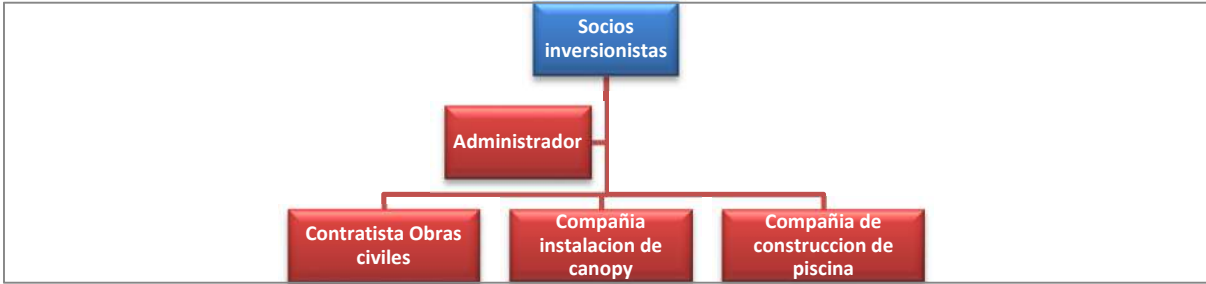 Socios
inversionistas
Administrador
Contratista Obras
civiles
Compañia
instalacion de
canopy
Compañia de
construccion de
piscina